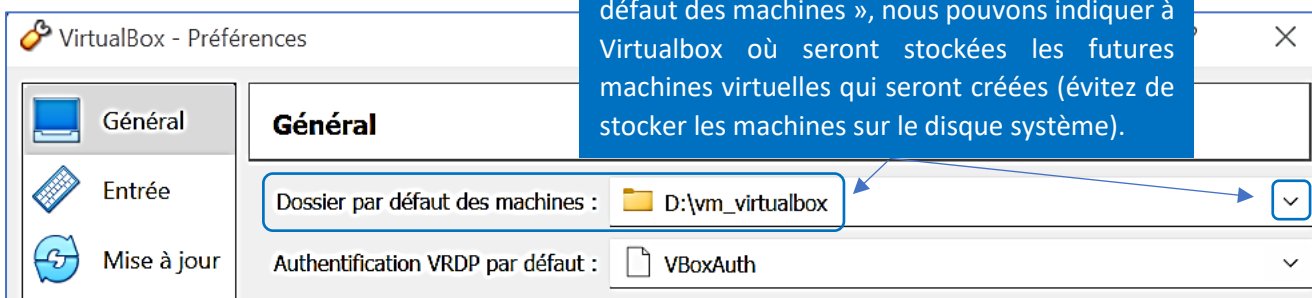 défaut des machines », nous pouvons indiquer à
VirtualBox - Préférences
Virtualbox où seront stockées les futures
machines virtuelles qui seront créées (évitez de
stocker les machines sur le disque système).
Général
Général
Entrée
Dossier par défaut des machines : D:\vm_virtualbox
Mise à jour
Authentification VRDP par défaut : VBoxAuth